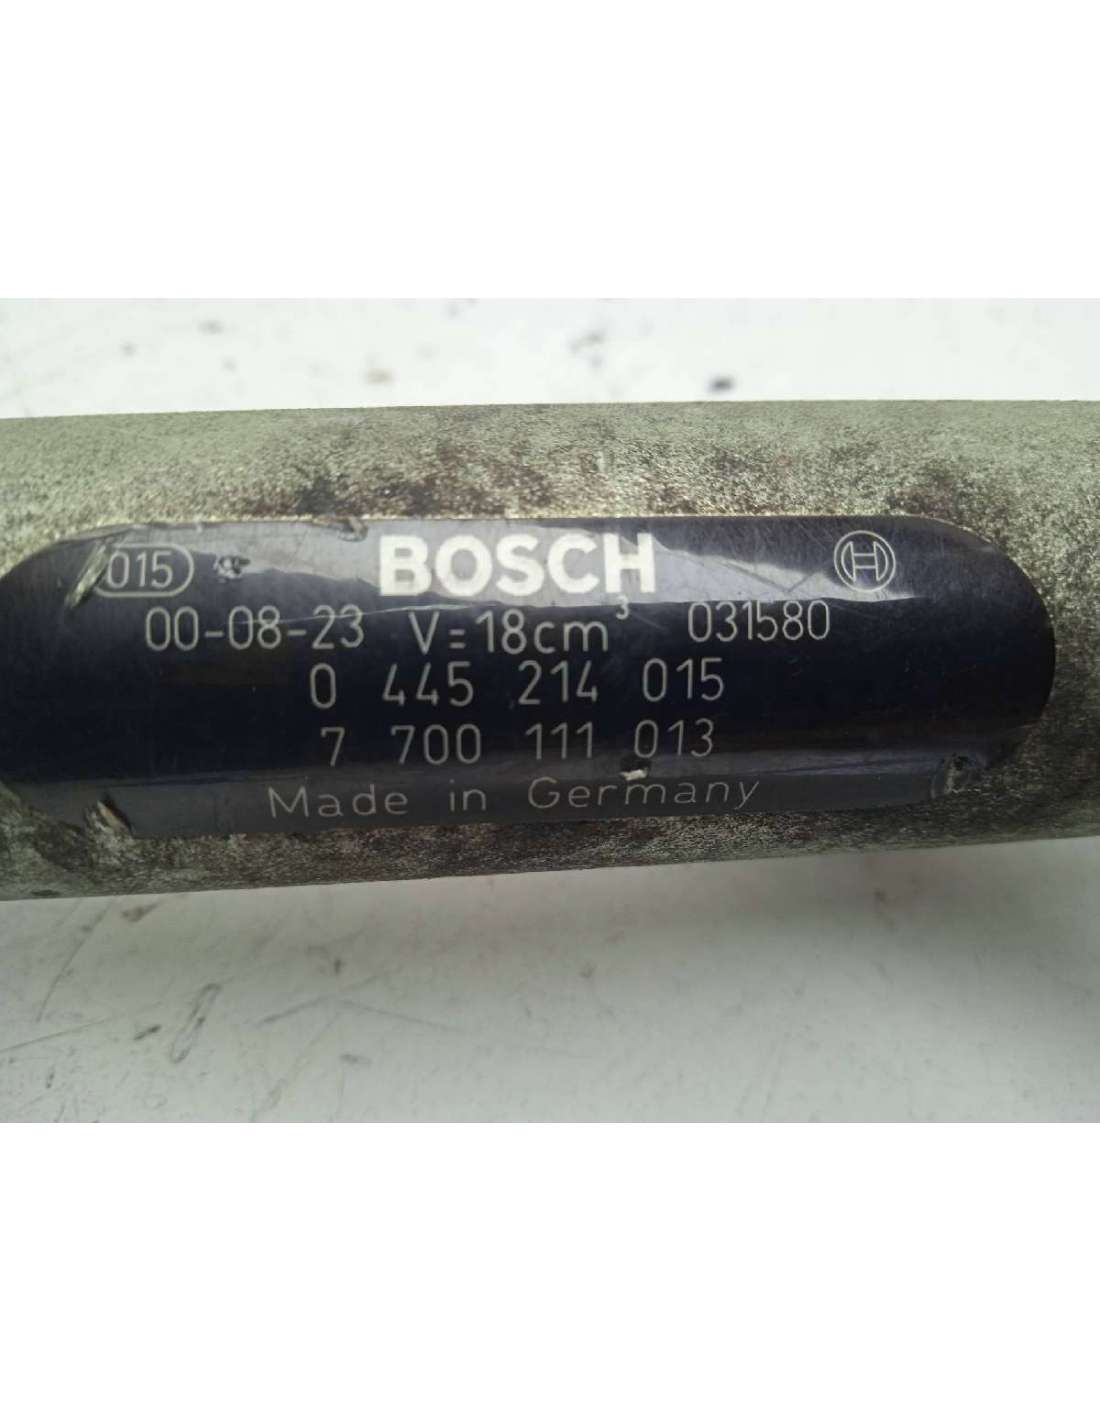 015 BOSCH
00-08-23 V=18cm³ 031580
0 445 214 015
7 700 111 013
Made in Germany